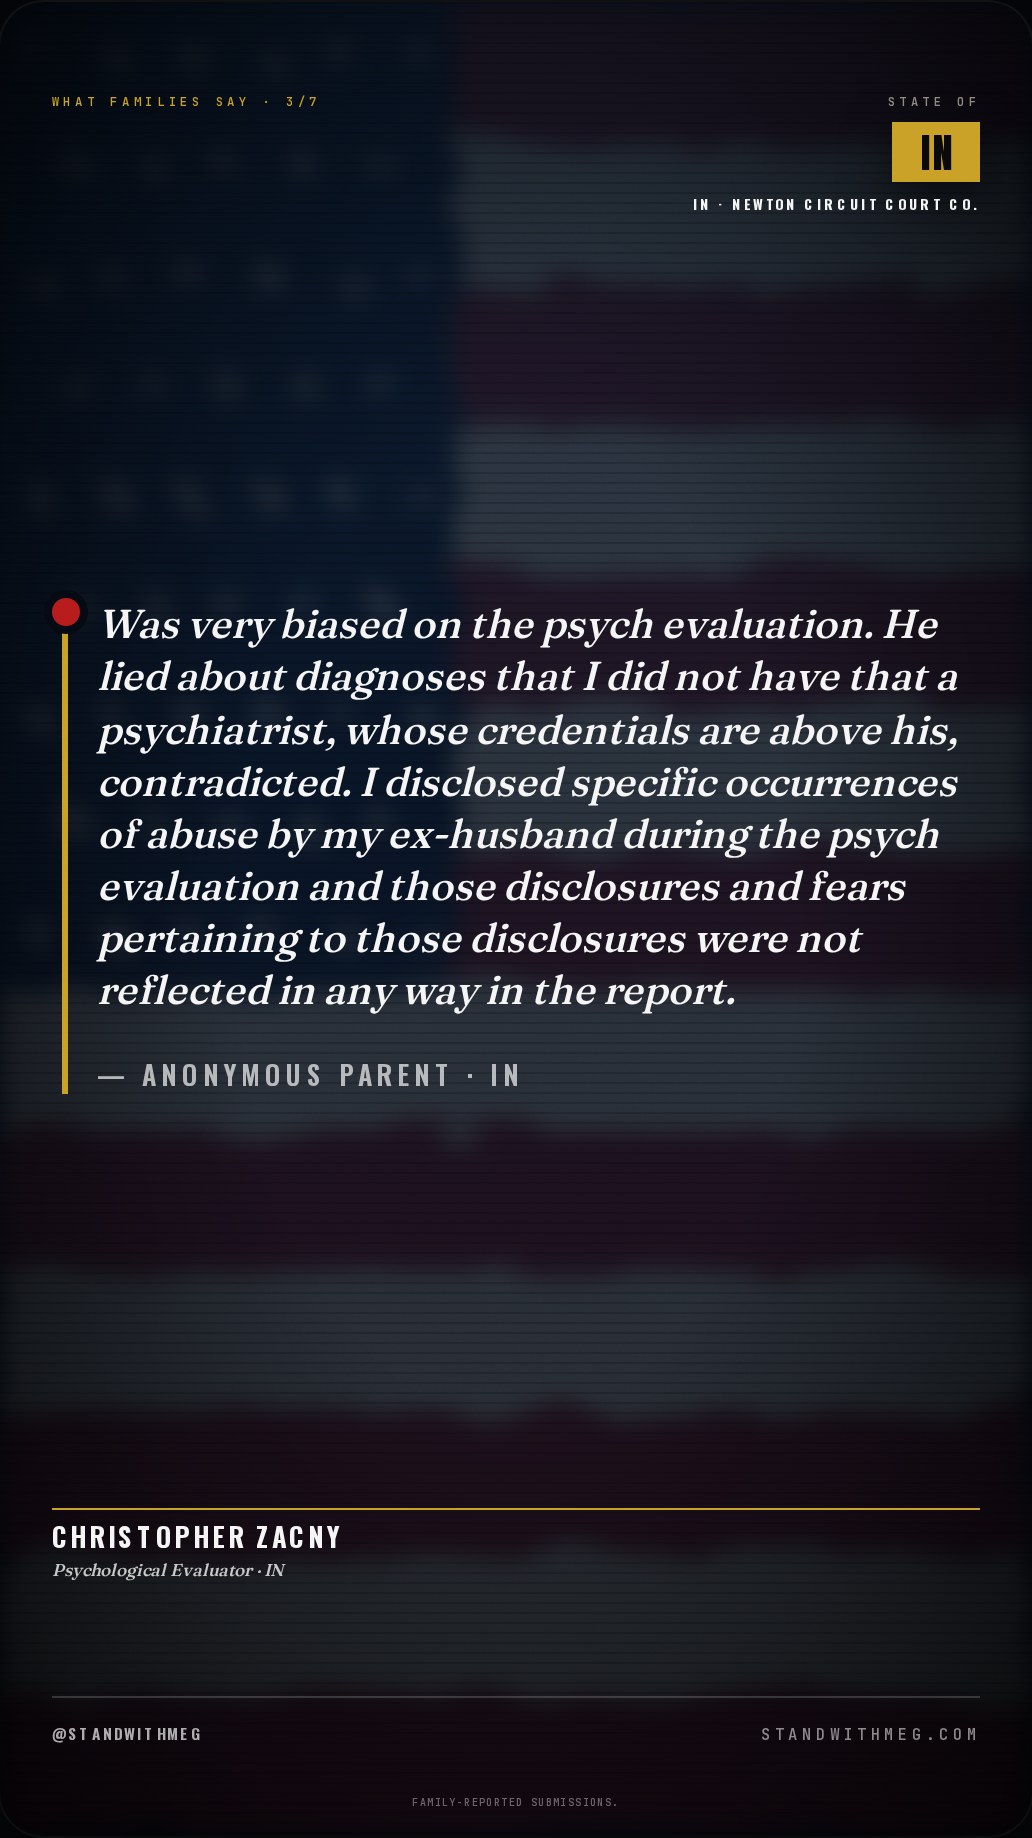 WHAT FAMILIES SAY · 3/7
STATE OF
IN
IN · NEWTON CIRCUIT COURT CO.
Was very biased on the psych evaluation. He
lied about diagnoses that I did not have that a
psychiatrist, whose credentials are above his,
contradicted. I disclosed specific occurrences
of abuse by my ex-husband during the psych
evaluation and those disclosures and fears
pertaining to those disclosures were not
reflected in any way in the report.
— ANONYMOUS PARENT · IN
CHRISTOPHER ZACNY
Psychological Evaluator · IN
@STANDWITHMEG
STANDWITHMEG.COM
FAMILY-REPORTED SUBMISSIONS.